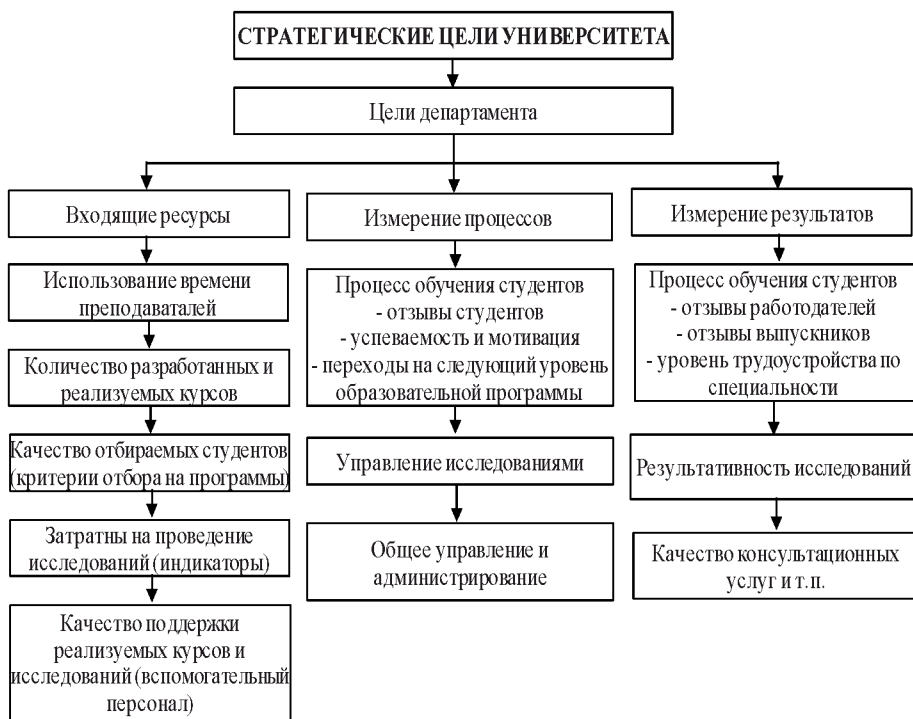 СТРАТЕГИЧЕСКИЕ ЦЕЛИ УНИВЕРСИТЕТА
Цели департамента
Входящие ресурсы
Использование времени
преподаваталей
Количество разработанных и
реализуемых курсов
Качество отбираемых студентов
(критерии отбора на программы)
Затратны на проведение
исследований (индикаторы)
Качество поддержки
реализуемых курсов и
исследований (вспомогательный
персонал)
Измерение процессов
Процесс обучения студентов
- отзывы студентов
- успеваемость и мотивация
- переходы на следующий уровень
образовательной программы
Управление исследованиями
Общее управление и
администрирование
Измерение результатов
Процесс обучения студентов
- отзывы работодателей
- отзывы выпускников
- уровень трудоустройства по
специальности
Результативность исследований
Качество консультационных
услуг и т.п.